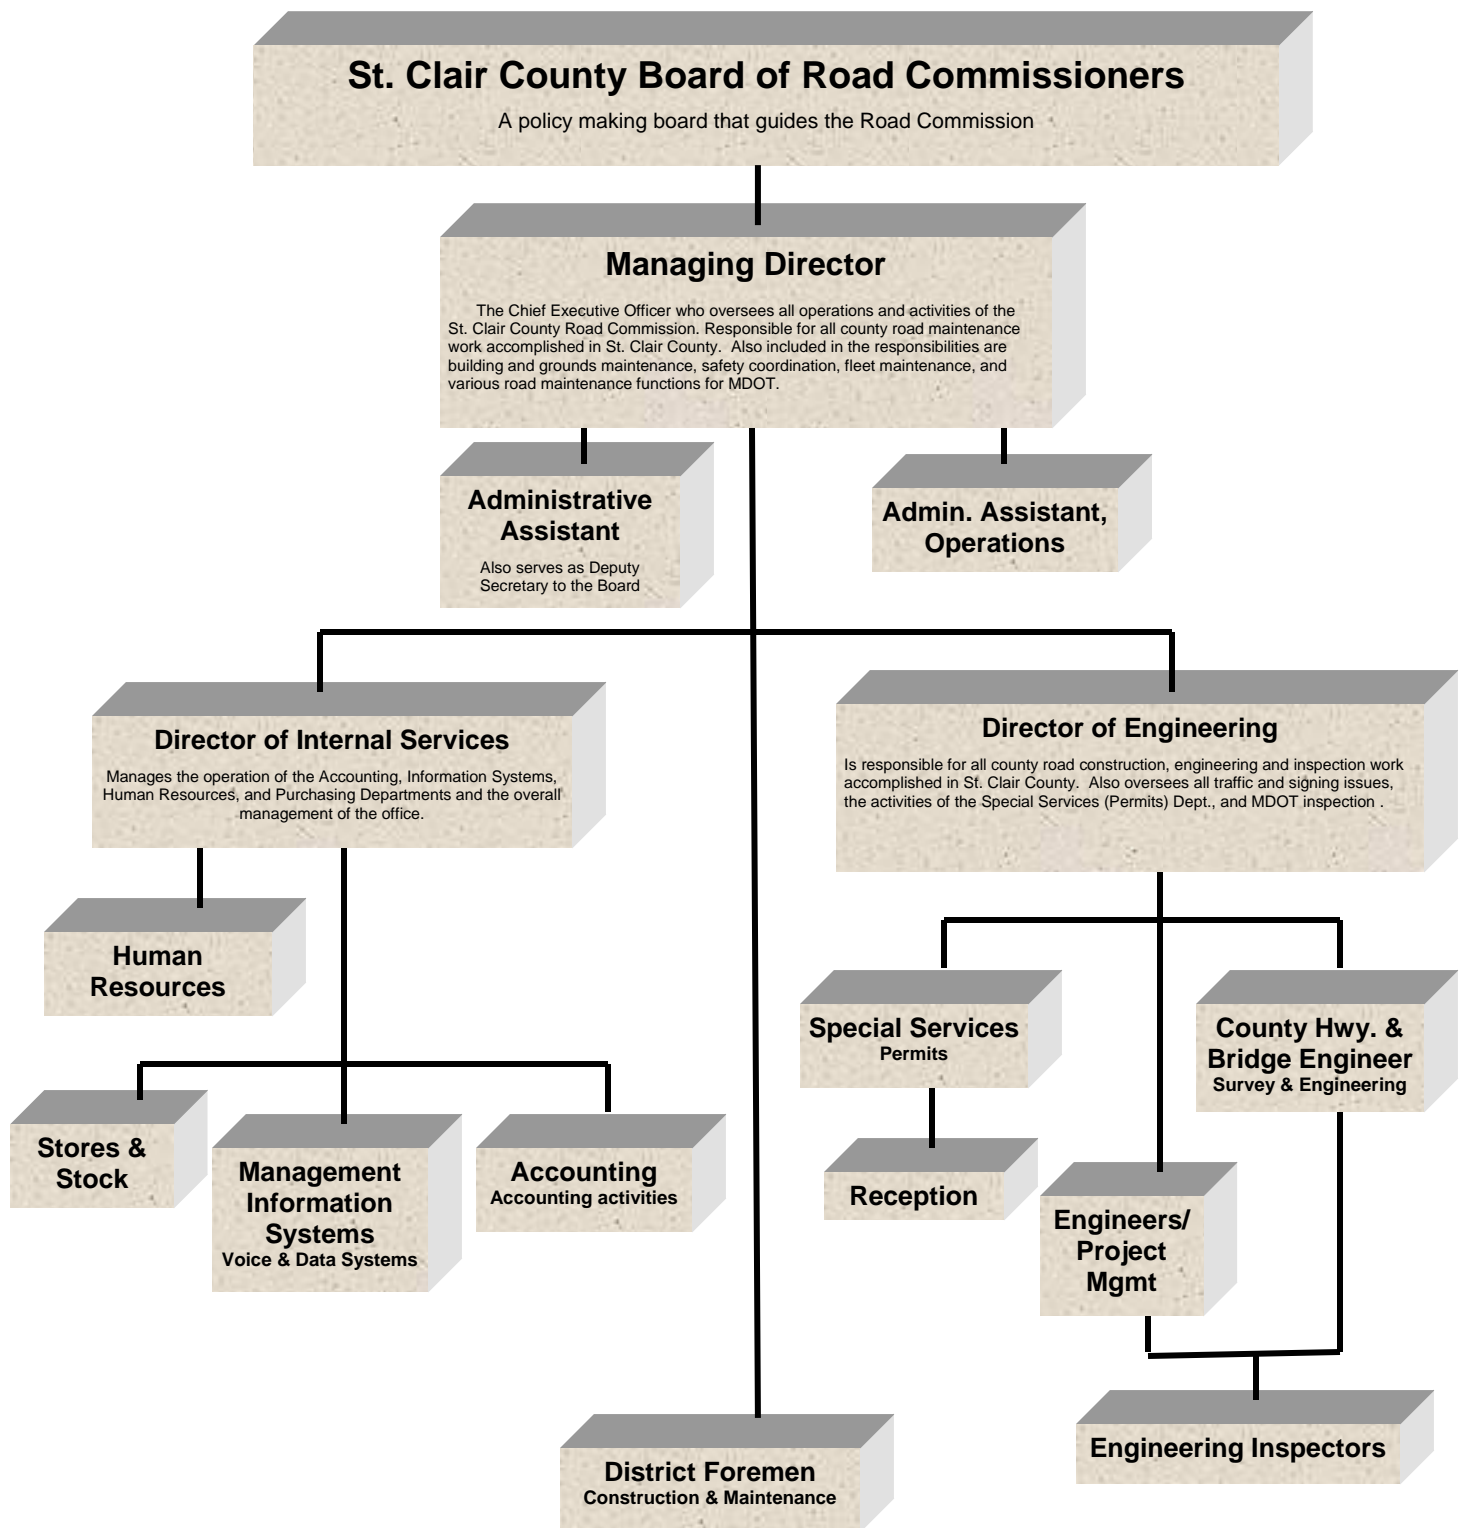 St. Clair County Board of Road Commissioners
A policy making board that guides the Road Commission
Managing Director
The Chief Executive Officer who oversees all operations and activities of the
St. Clair County Road Commission. Responsible for all county road maintenance
work accomplished in St. Clair County. Also included in the responsibilities are
building and grounds maintenance, safety coordination, fleet maintenance, and
various road maintenance functions for MDOT.
Administrative
Assistant
Also serves as Deputy
Secretary to the Board
Admin. Assistant,
Operations
Director of Internal Services
Manages the operation of the Accounting, Information Systems,
Human Resources, and Purchasing Departments and the overall
management of the office.
Director of Engineering
Is responsible for all county road construction, engineering and inspection work
accomplished in St. Clair County. Also oversees all traffic and signing issues,
the activities of the Special Services (Permits) Dept., and MDOT inspection .
Human
Resources
Special Services
Permits
County Hwy. &
Bridge Engineer
Survey & Engineering
Stores &
Stock
Management
Information
Systems
Voice & Data Systems
Accounting
Accounting activities
Reception
Engineers/
Project
Mgmt
Engineering Inspectors
District Foremen
Construction & Maintenance